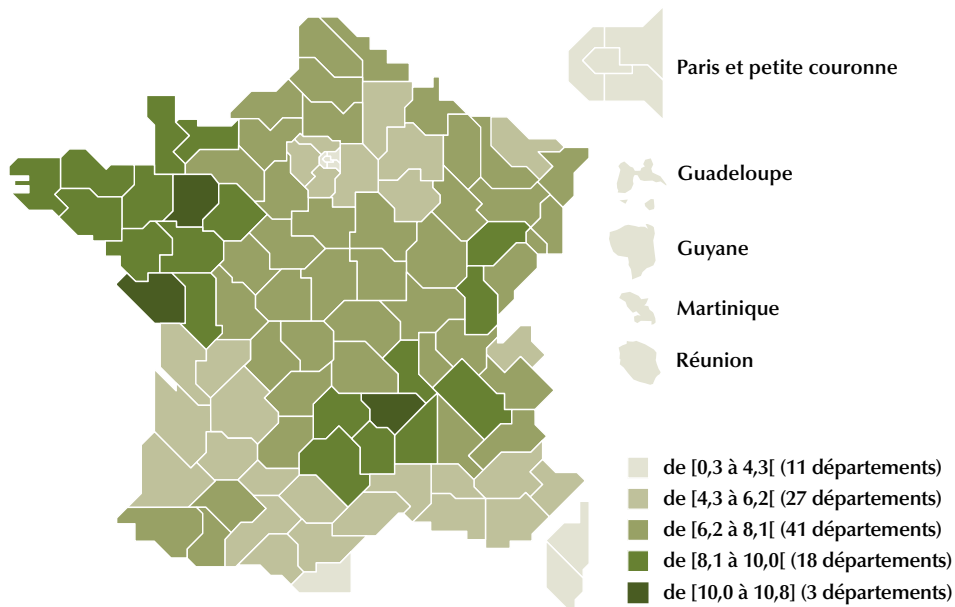 Paris et petite couronne
Guadeloupe
Guyane
Martinique
Réunion
de [0,3 à 4,3[ (11 départements)
de [4,3 à 6,2[ (27 départements)
de [6,2 à 8,1[ (41 départements)
de [8,1 à 10,0[ (18 départements)
de [10,0 à 10,8] (3 départements)